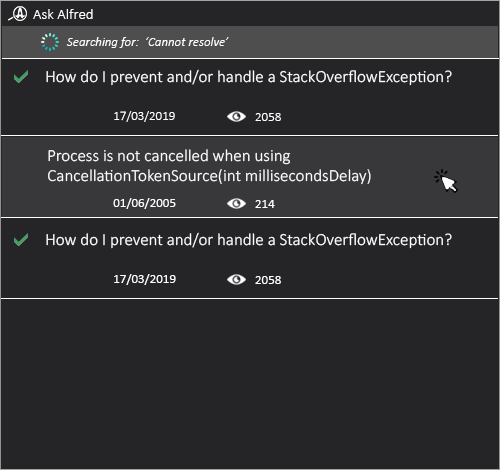 Ask Alfred
Searching for:  ‘Cannot resolve’
How do I prevent and/or handle a StackOverflowException?
17/03/2019 2058
Process is not cancelled when using
CancellationTokenSource(int millisecondsDelay)
01/06/2005 214
How do I prevent and/or handle a StackOverflowException?
17/03/2019 2058